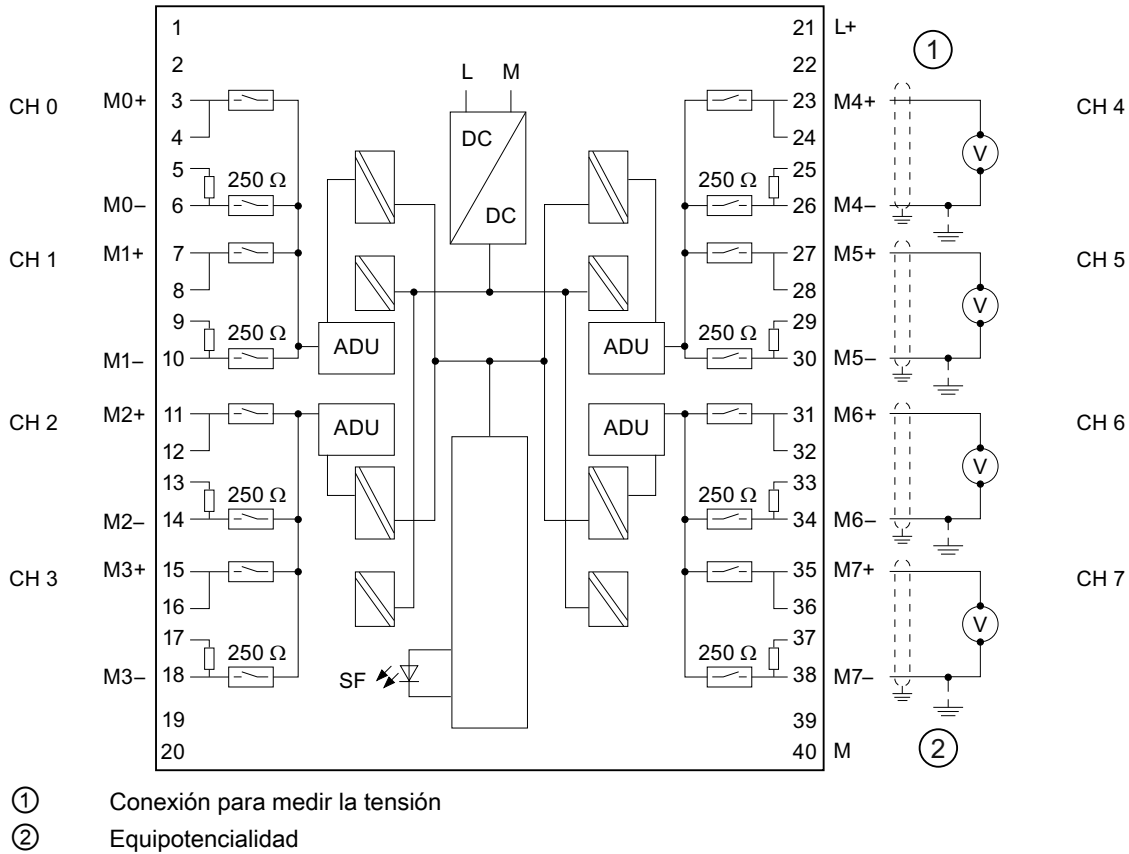 1 21 L+ ①
2 L M 22
CH 0 M0+ 3 23 M4+ CH 4
4 DC 24
5 250 Ω 250 Ω 25 V
M0– 6 DC 26 M4–
CH 1 M1+ 7 27 M5+ CH 5
8 28
9 250 Ω 250 Ω 29 V
M1– 10 ADU ADU 30 M5–
CH 2 M2+ 11 ADU ADU 31 M6+ CH 6
12 32
13 250 Ω 250 Ω 33 V
M2– 14 34 M6–
CH 3 M3+ 15 35 M7+ CH 7
16 36
17 250 Ω 250 Ω 37 V
M3– 18 SF 38 M7–
19 39
20 40 M ②
① Conexión para medir la tensión
② Equipotencialidad